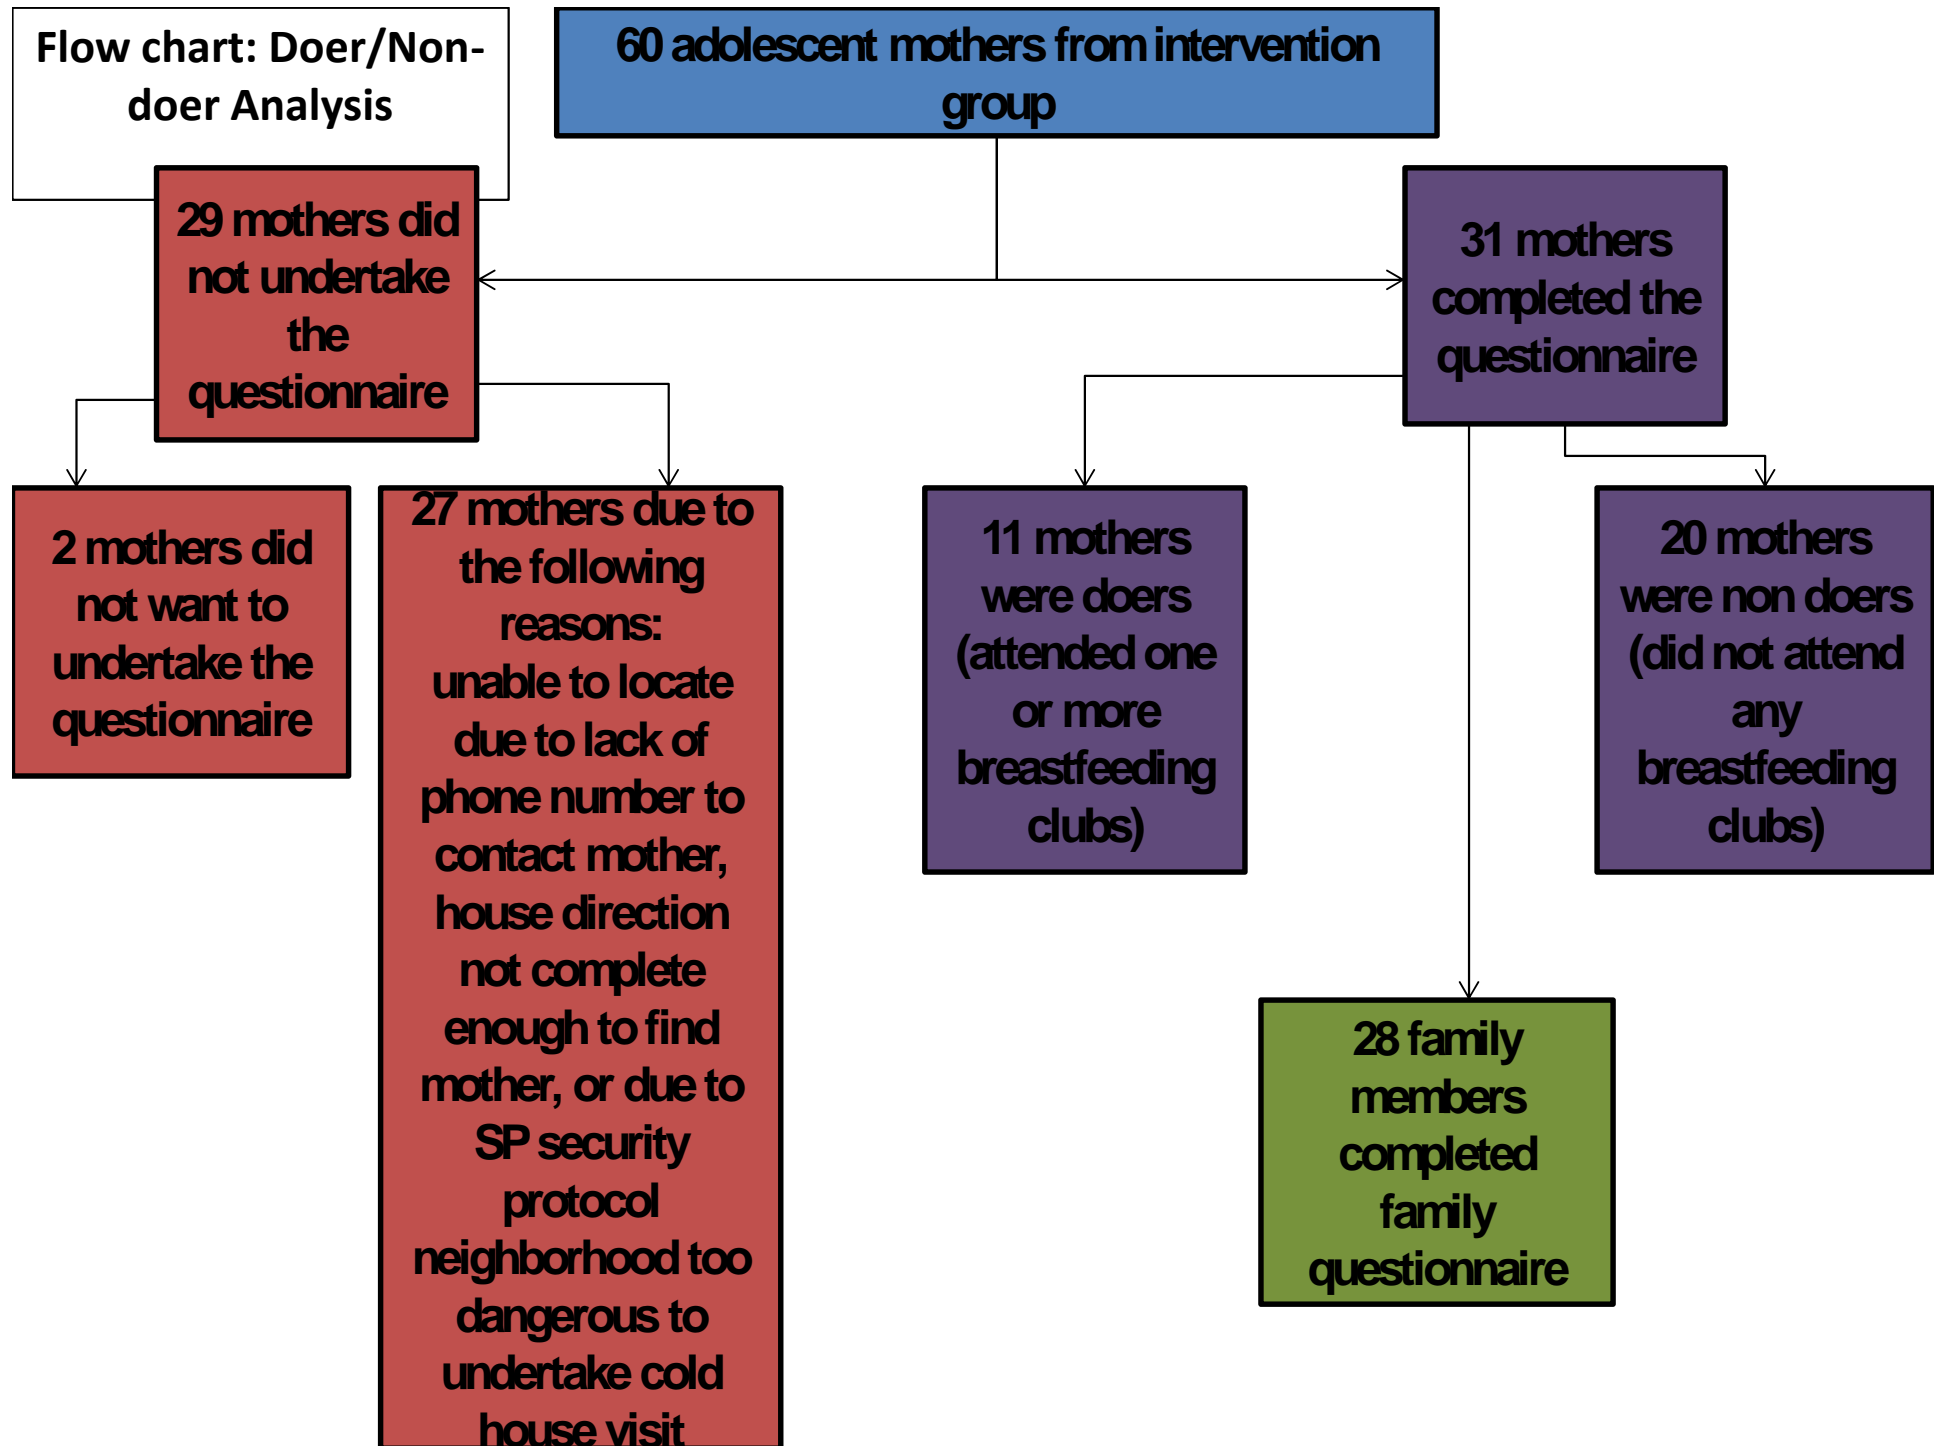 Flow chart: Doer/Non-
doer Analysis
60 adolescent mothers from intervention
group
29 mothers did
not undertake
the
questionnaire
31 mothers
completed the
questionnaire
2 mothers did
not want to
undertake the
questionnaire
27 mothers due to
the following
reasons:
unable to locate
due to lack of
phone number to
contact mother,
house direction
not complete
enough to find
mother, or due to
SP security
protocol
neighborhood too
dangerous to
undertake cold
house visit
11 mothers
were doers
(attended one
or more
breastfeeding
clubs)
20 mothers
were non doers
(did not attend
any
breastfeeding
clubs)
28 family
members
completed
family
questionnaire